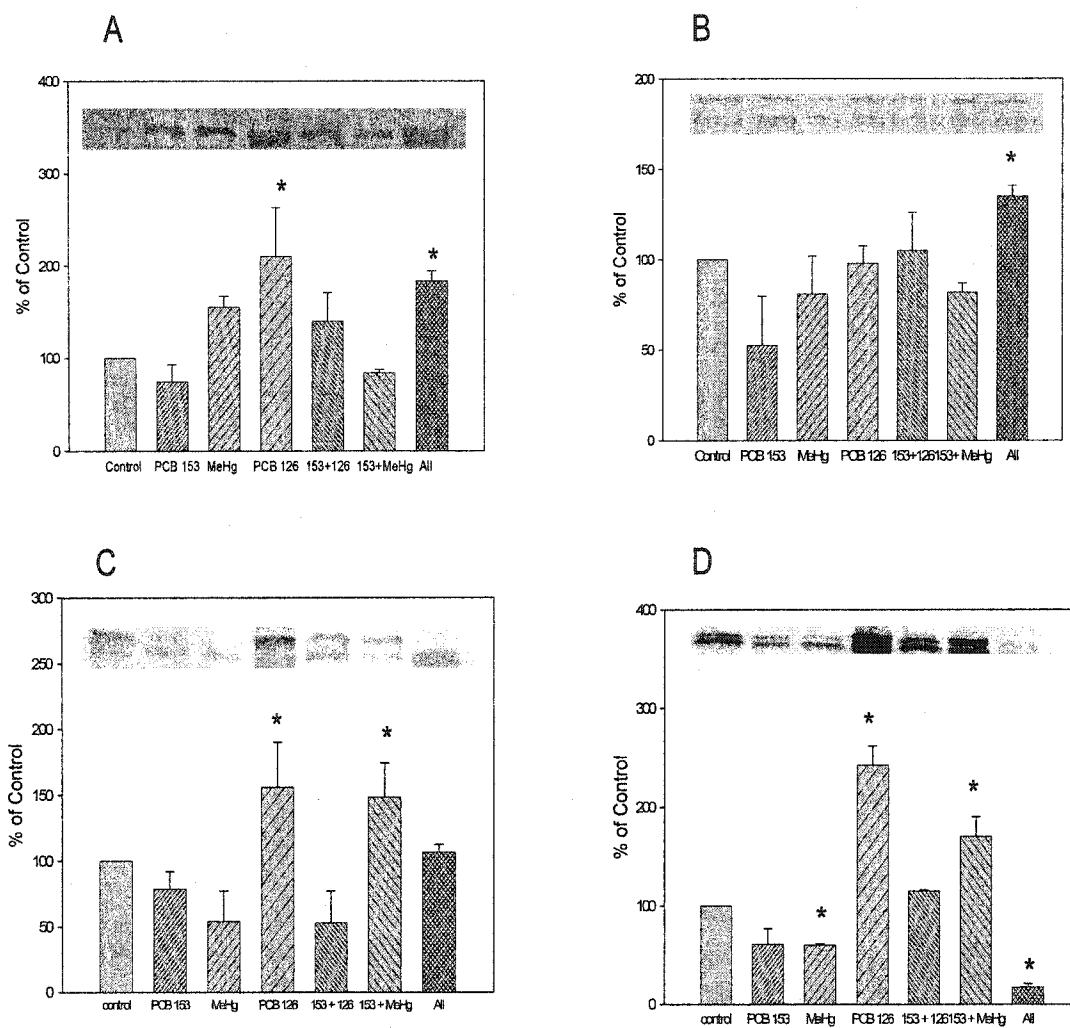 A
400
300
200
100
0
% of Control
*
*
Control PCB 153 MeHg PCB 126 153+126 153+MeHg All
B
200
150
100
50
0
% of Control
*
Control PCB 153 MeHg PCB 126 153+126 153+MeHg All
C
300
250
200
150
100
50
0
% of Control
*
*
control PCB 153 MeHg PCB 126 153+126 153+MeHg All
D
400
300
200
100
0
% of Control
*
*
*
*
control PCB 153 MeHg PCB 126 153+126 153+MeHg All